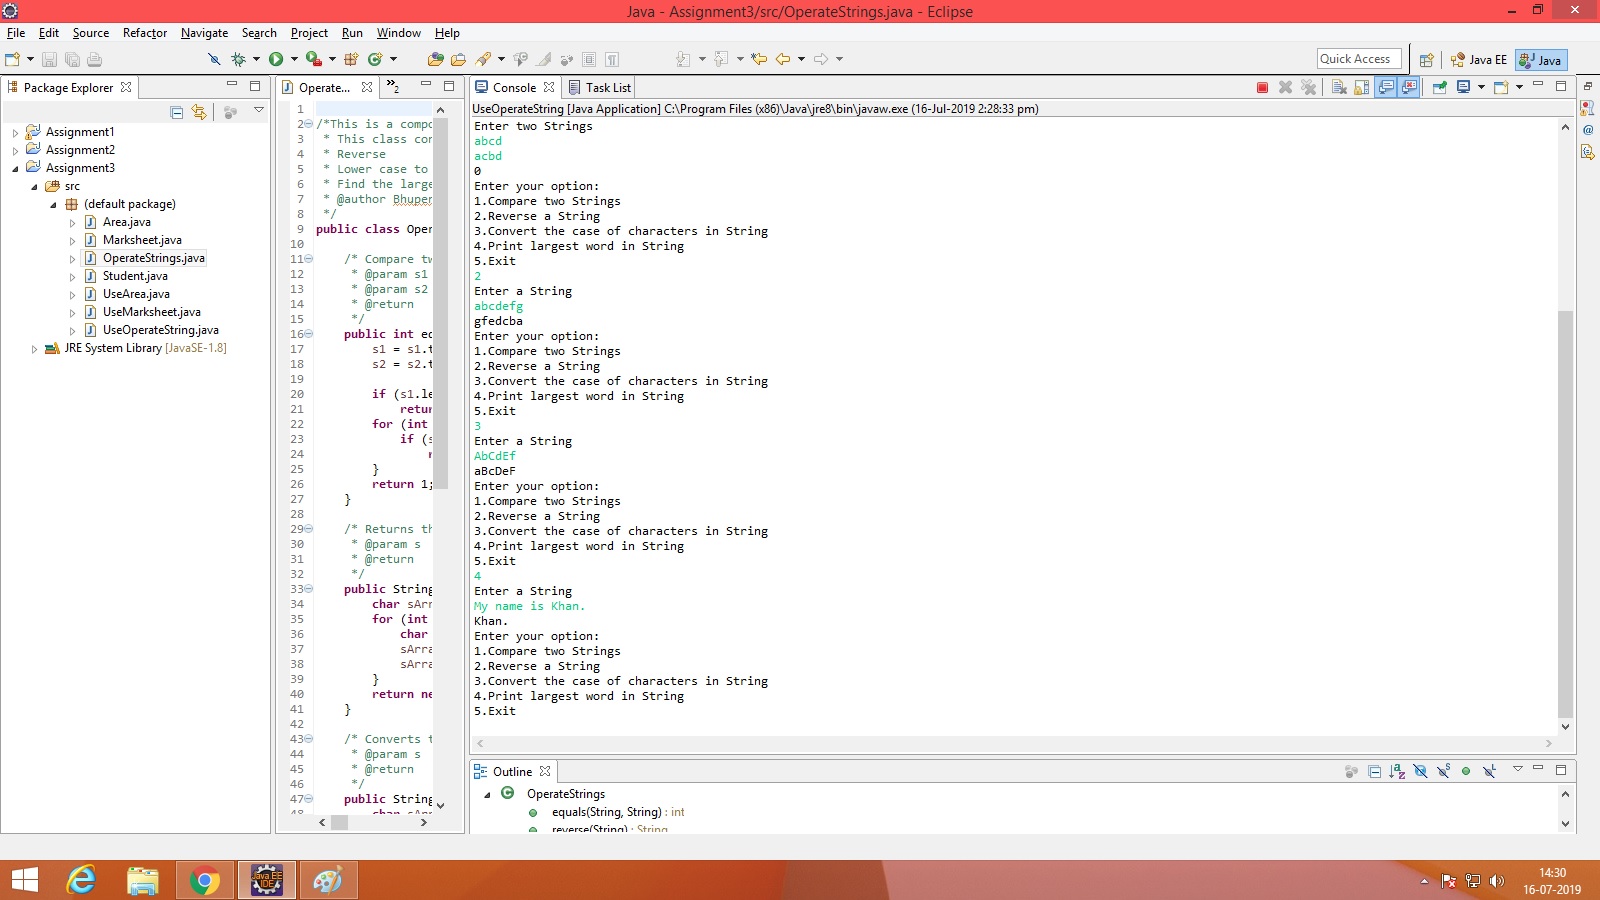 Java - Assignment3/src/OperateStrings.java - Eclipse
File Edit Source Refactor Navigate Search Project Run Window Help
Quick Access
Java EE
Java
Package Explorer
Assignment1
Assignment2
Assignment3
src
(default package)
Area.java
Marksheet.java
OperateStrings.java
Student.java
UseArea.java
UseMarksheet.java
UseOperateString.java
JRE System Library [JavaSE-1.8]
Operate...
»2
1
2 /*This is a compo
3 * This class con
4 * Reverse
5 * Lower case to
6 * Find the large
7 * @author Bhuper
8 */
9 public class Oper
10
11 /* Compare tw
12 * @param s1
13 * @param s2
14 * @return
15 */
16 public int eq
17 s1 = s1.t
18 s2 = s2.t
19
20 if (s1.le
21 retur
22 for (int
23 if (s
24 r
25 }
26 return 1;
27 }
28
29 /* Returns th
30 * @param s
31 * @return
32 */
33 public String
34 char sArr
35 for (int
36 char
37 sArra
38 sArra
39 }
40 return ne
41 }
42
43 /* Converts t
44 * @param s
45 * @return
46 */
47 public String
48 char sArr
Console
Task List
UseOperateString [Java Application] C:\Program Files (x86)\Java\jre8\bin\javaw.exe (16-Jul-2019 2:28:33 pm)
Enter two Strings
abcd
acbd
0
Enter your option:
1.Compare two Strings
2.Reverse a String
3.Convert the case of characters in String
4.Print largest word in String
5.Exit
2
Enter a String
abcdefg
gfedcba
Enter your option:
1.Compare two Strings
2.Reverse a String
3.Convert the case of characters in String
4.Print largest word in String
5.Exit
3
Enter a String
AbCdEf
aBcDeF
Enter your option:
1.Compare two Strings
2.Reverse a String
3.Convert the case of characters in String
4.Print largest word in String
5.Exit
4
Enter a String
My name is Khan.
Khan.
Enter your option:
1.Compare two Strings
2.Reverse a String
3.Convert the case of characters in String
4.Print largest word in String
5.Exit
Outline
OperateStrings
equals(String, String) : int
reverse(String) : String
Java EE
IDE
14:30
16-07-2019